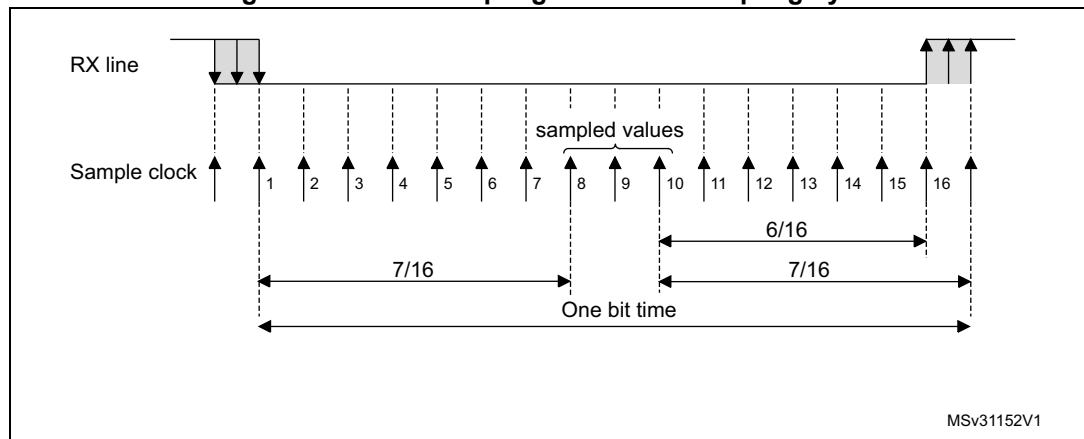 RX line
sampled values
Sample clock
1 2 3 4 5 6 7 8 9 10 11 12 13 14 15 16
6/16
7/16 7/16
One bit time
MSv31152V1